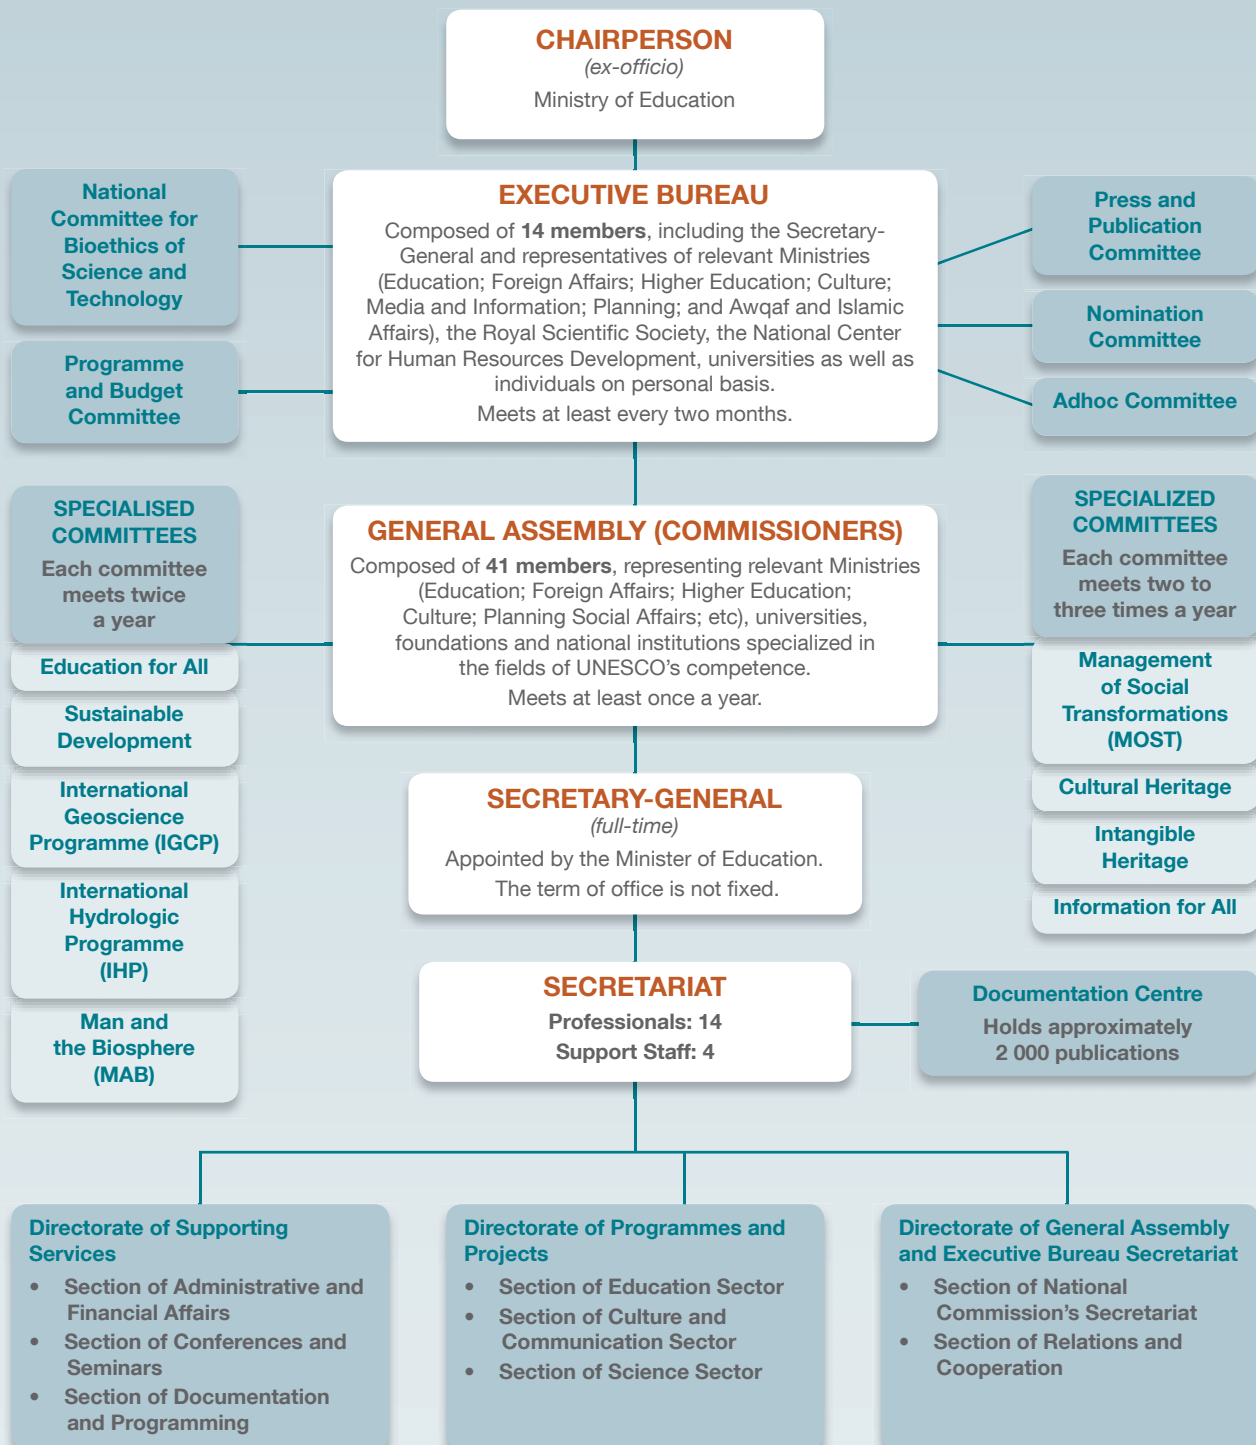 CHAIRPERSON
(ex-officio)
Ministry of Education
National
Committee for
Bioethics of
Science and
Technology
Programme
and Budget
Committee
EXECUTIVE BUREAU
Composed of 14 members, including the Secretary-
General and representatives of relevant Ministries
(Education; Foreign Affairs; Higher Education; Culture;
Media and Information; Planning; and Awqaf and Islamic
Affairs), the Royal Scientific Society, the National Center
for Human Resources Development, universities as well as
individuals on personal basis.
Meets at least every two months.
Press and
Publication
Committee
Nomination
Committee
Adhoc Committee
SPECIALISED
COMMITTEES
Each committee
meets twice
a year
Education for All
Sustainable
Development
International
Geoscience
Programme (IGCP)
International
Hydrologic
Programme
(IHP)
Man and
the Biosphere
(MAB)
GENERAL ASSEMBLY (COMMISSIONERS)
Composed of 41 members, representing relevant Ministries
(Education; Foreign Affairs; Higher Education;
Culture; Planning Social Affairs; etc), universities,
foundations and national institutions specialized in
the fields of UNESCO's competence.
Meets at least once a year.
SPECIALIZED
COMMITTEES
Each committee
meets two to
three times a year
Management
of Social
Transformations
(MOST)
Cultural Heritage
Intangible
Heritage
Information for All
SECRETARY-GENERAL
(full-time)
Appointed by the Minister of Education.
The term of office is not fixed.
SECRETARIAT
Professionals: 14
Support Staff: 4
Documentation Centre
Holds approximately
2 000 publications
Directorate of Supporting
Services
• Section of Administrative and
Financial Affairs
• Section of Conferences and
Seminars
• Section of Documentation
and Programming
Directorate of Programmes and
Projects
• Section of Education Sector
• Section of Culture and
Communication Sector
• Section of Science Sector
Directorate of General Assembly
and Executive Bureau Secretariat
• Section of National
Commission's Secretariat
• Section of Relations and
Cooperation